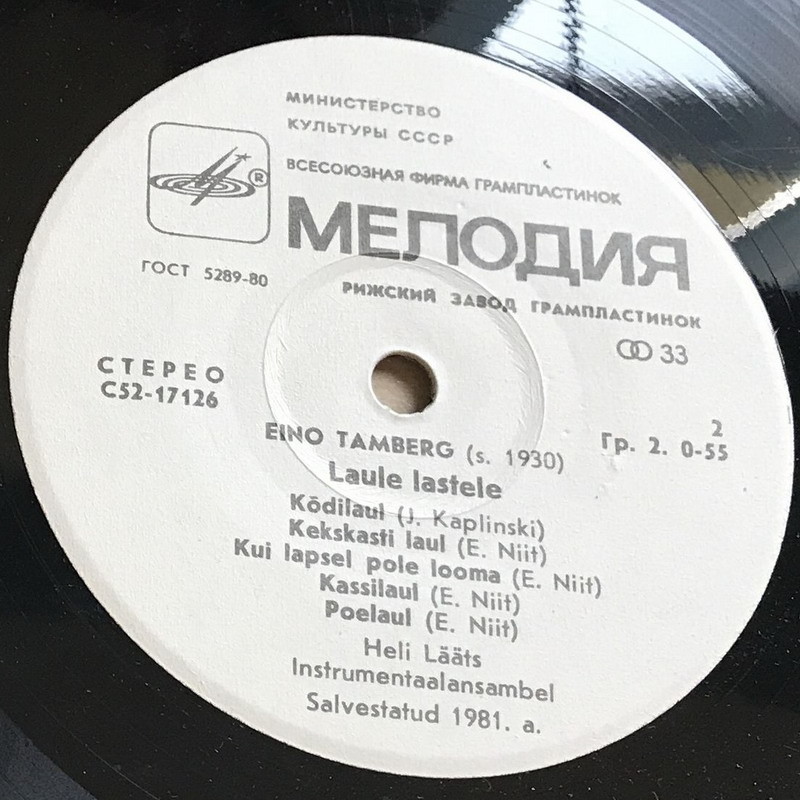 МИНИСТЕРСТВО
КУЛЬТУРЫ СССР
ВСЕСОЮЗНАЯ ФИРМА ГРАМПЛАСТИНОК
®
МЕЛОДИЯ
ГОСТ 5289-80
РИЖСКИЙ ЗАВОД ГРАМПЛАСТИНОК
33
СТЕРЕО
С52-17126
2
Гр. 2. 0-55
EINO TAMBERG (s. 1930)
Laule lastele
Kõdilaul (J. Kaplinski)
Kekskasti laul (E. Niit)
Kui lapsel pole looma (E. Niit)
Kassilaul (E. Niit)
Poelaul (E. Niit)
Heli Lääts
Instrumentaalansambel
Salvestatud 1981. a.